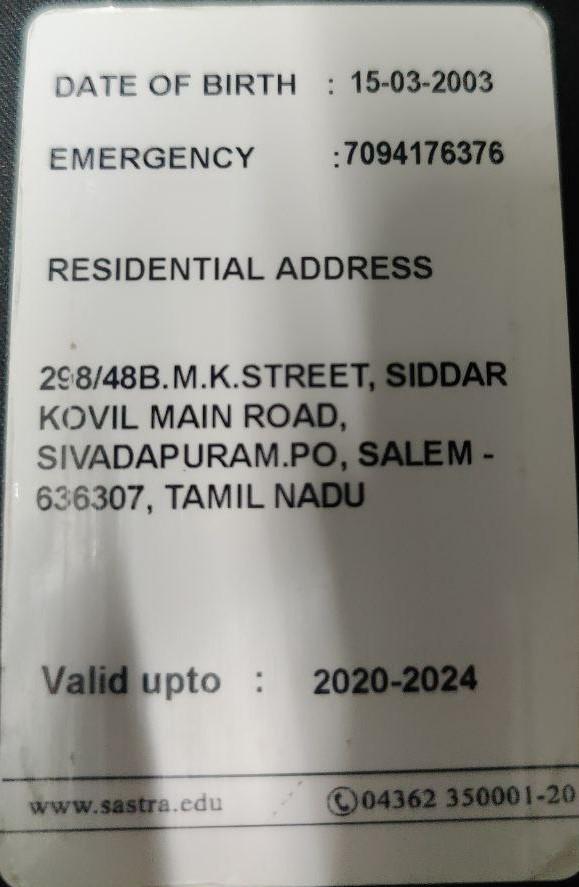 DATE OF BIRTH : 15-03-2003
EMERGENCY :7094176376
RESIDENTIAL ADDRESS
298/48B.M.K.STREET, SIDDAR
KOVIL MAIN ROAD,
SIVADAPURAM.PO, SALEM -
636307, TAMIL NADU
Valid upto : 2020-2024
www.sastra.edu 04362 350001-20